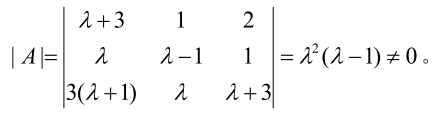 |A|= | λ+3 1 2 |
| λ λ−1 1 | = λ²(λ−1) ≠ 0 。
| 3(λ+1) λ λ+3 |